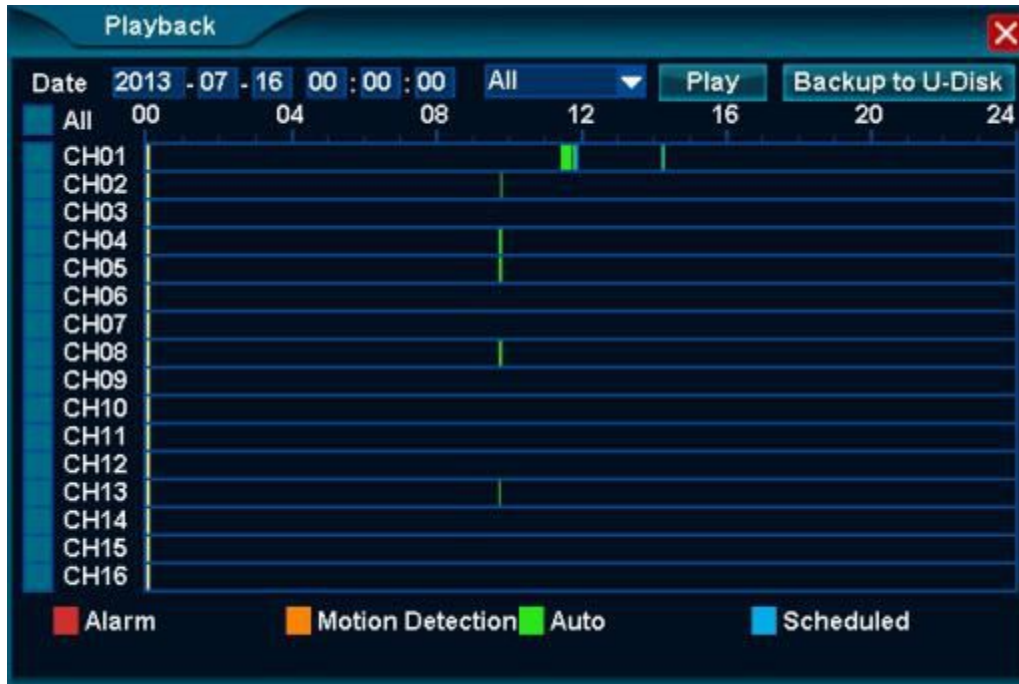 Playback
Date 2013 - 07 - 16 00 : 00 : 00 All Play Backup to U-Disk
All 00 04 08 12 16 20 24
CH01
CH02
CH03
CH04
CH05
CH06
CH07
CH08
CH09
CH10
CH11
CH12
CH13
CH14
CH15
CH16
Alarm Motion Detection Auto Scheduled